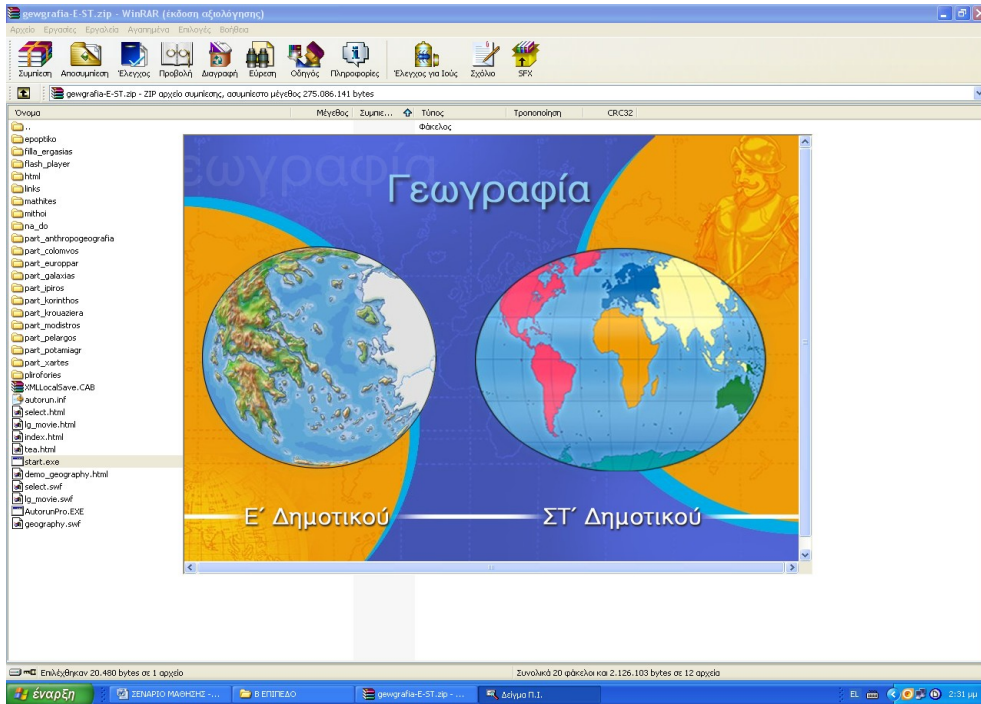 gewgrafia-E-ST.zip - WinRAR (έκδοση αξιολόγησης)
Αρχείο Εργασίες Εργαλεία Αγαπημένα Επιλογές Βοήθεια
Συμπίεση Αποσυμπίεση Έλεγχος Προβολή Διαγραφή Εύρεση Οδηγός Πληροφορίες Έλεγχος για Ιούς Σχόλιο SFX
gewgrafia-E-ST.zip - ZIP αρχείο συμπίεσης, ασυμπίεστο μέγεθος 275.086.141 bytes
Όνομα Μέγεθος Συμπιε... Τύπος Τροποποίηση CRC32
.. Φάκελος
epoptiko
filla_ergasias
flash_player
html
links
mathites
mithoi
na_do
part_anthropogeografia
part_colomvos
part_europpar
part_galaxias
part_ipiros
part_korinthos
part_krouaziera
part_modistros
part_pelargos
part_potamiagr
part_xartes
plirofories
XMLLocalSave.CAB
autorun.inf
select.html
lg_movie.html
index.html
tea.html
start.exe
demo_geography.html
select.swf
lg_movie.swf
AutorunPro.EXE
geography.swf
εωγραφία
Γεωγραφία
Ε΄ Δημοτικού ΣΤ΄ Δημοτικού
Επιλέχθηκαν 20.480 bytes σε 1 αρχείο Συνολικά 20 φάκελοι και 2.126.103 bytes σε 12 αρχεία
έναρξη ΣΕΝΑΡΙΟ ΜΑΘΗΣΗΣ -... Β ΕΠΙΠΕΔΟ gewgrafia-E-ST.zip - ... Δείγμα Π.Ι. EL 2:31 μμ